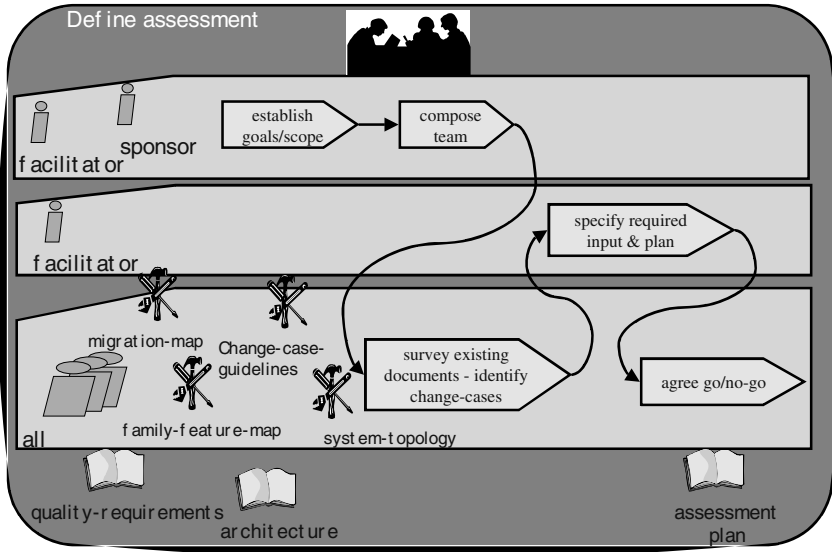 Define assessment
establish
goals/scope
compose
team
sponsor
facilitator
specify required
input & plan
facilitator
migration-map
Change-case-
guidelines
survey existing
documents - identify
change-cases
agree go/no-go
family-feature-map
system-topology
all
quality-requirements
architecture
assessment
plan